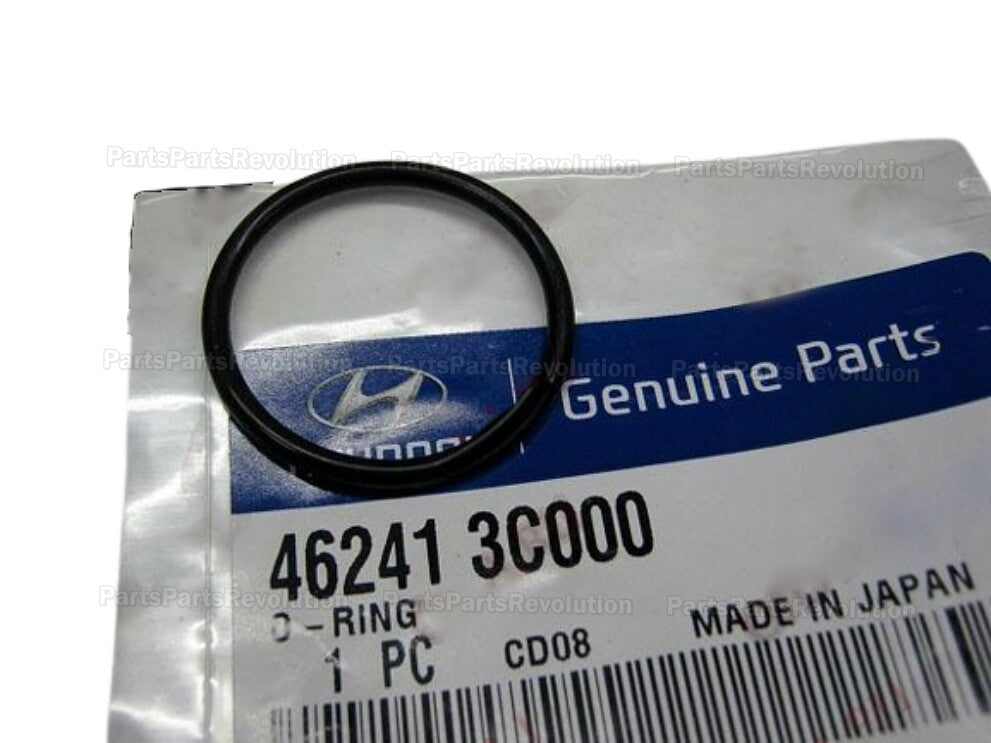 PartsPartsRevolution PartsPartsRevolution PartsPartsRevolution
Genuine Parts
PartsPartsRevolution PartsPartsRevolution PartsPartsRevolution
46241 3C000
PartsPartsRevolution PartsPartsRevolution PartsPartsRevolution
O-RING MADE IN JAPAN
1 PC CD08